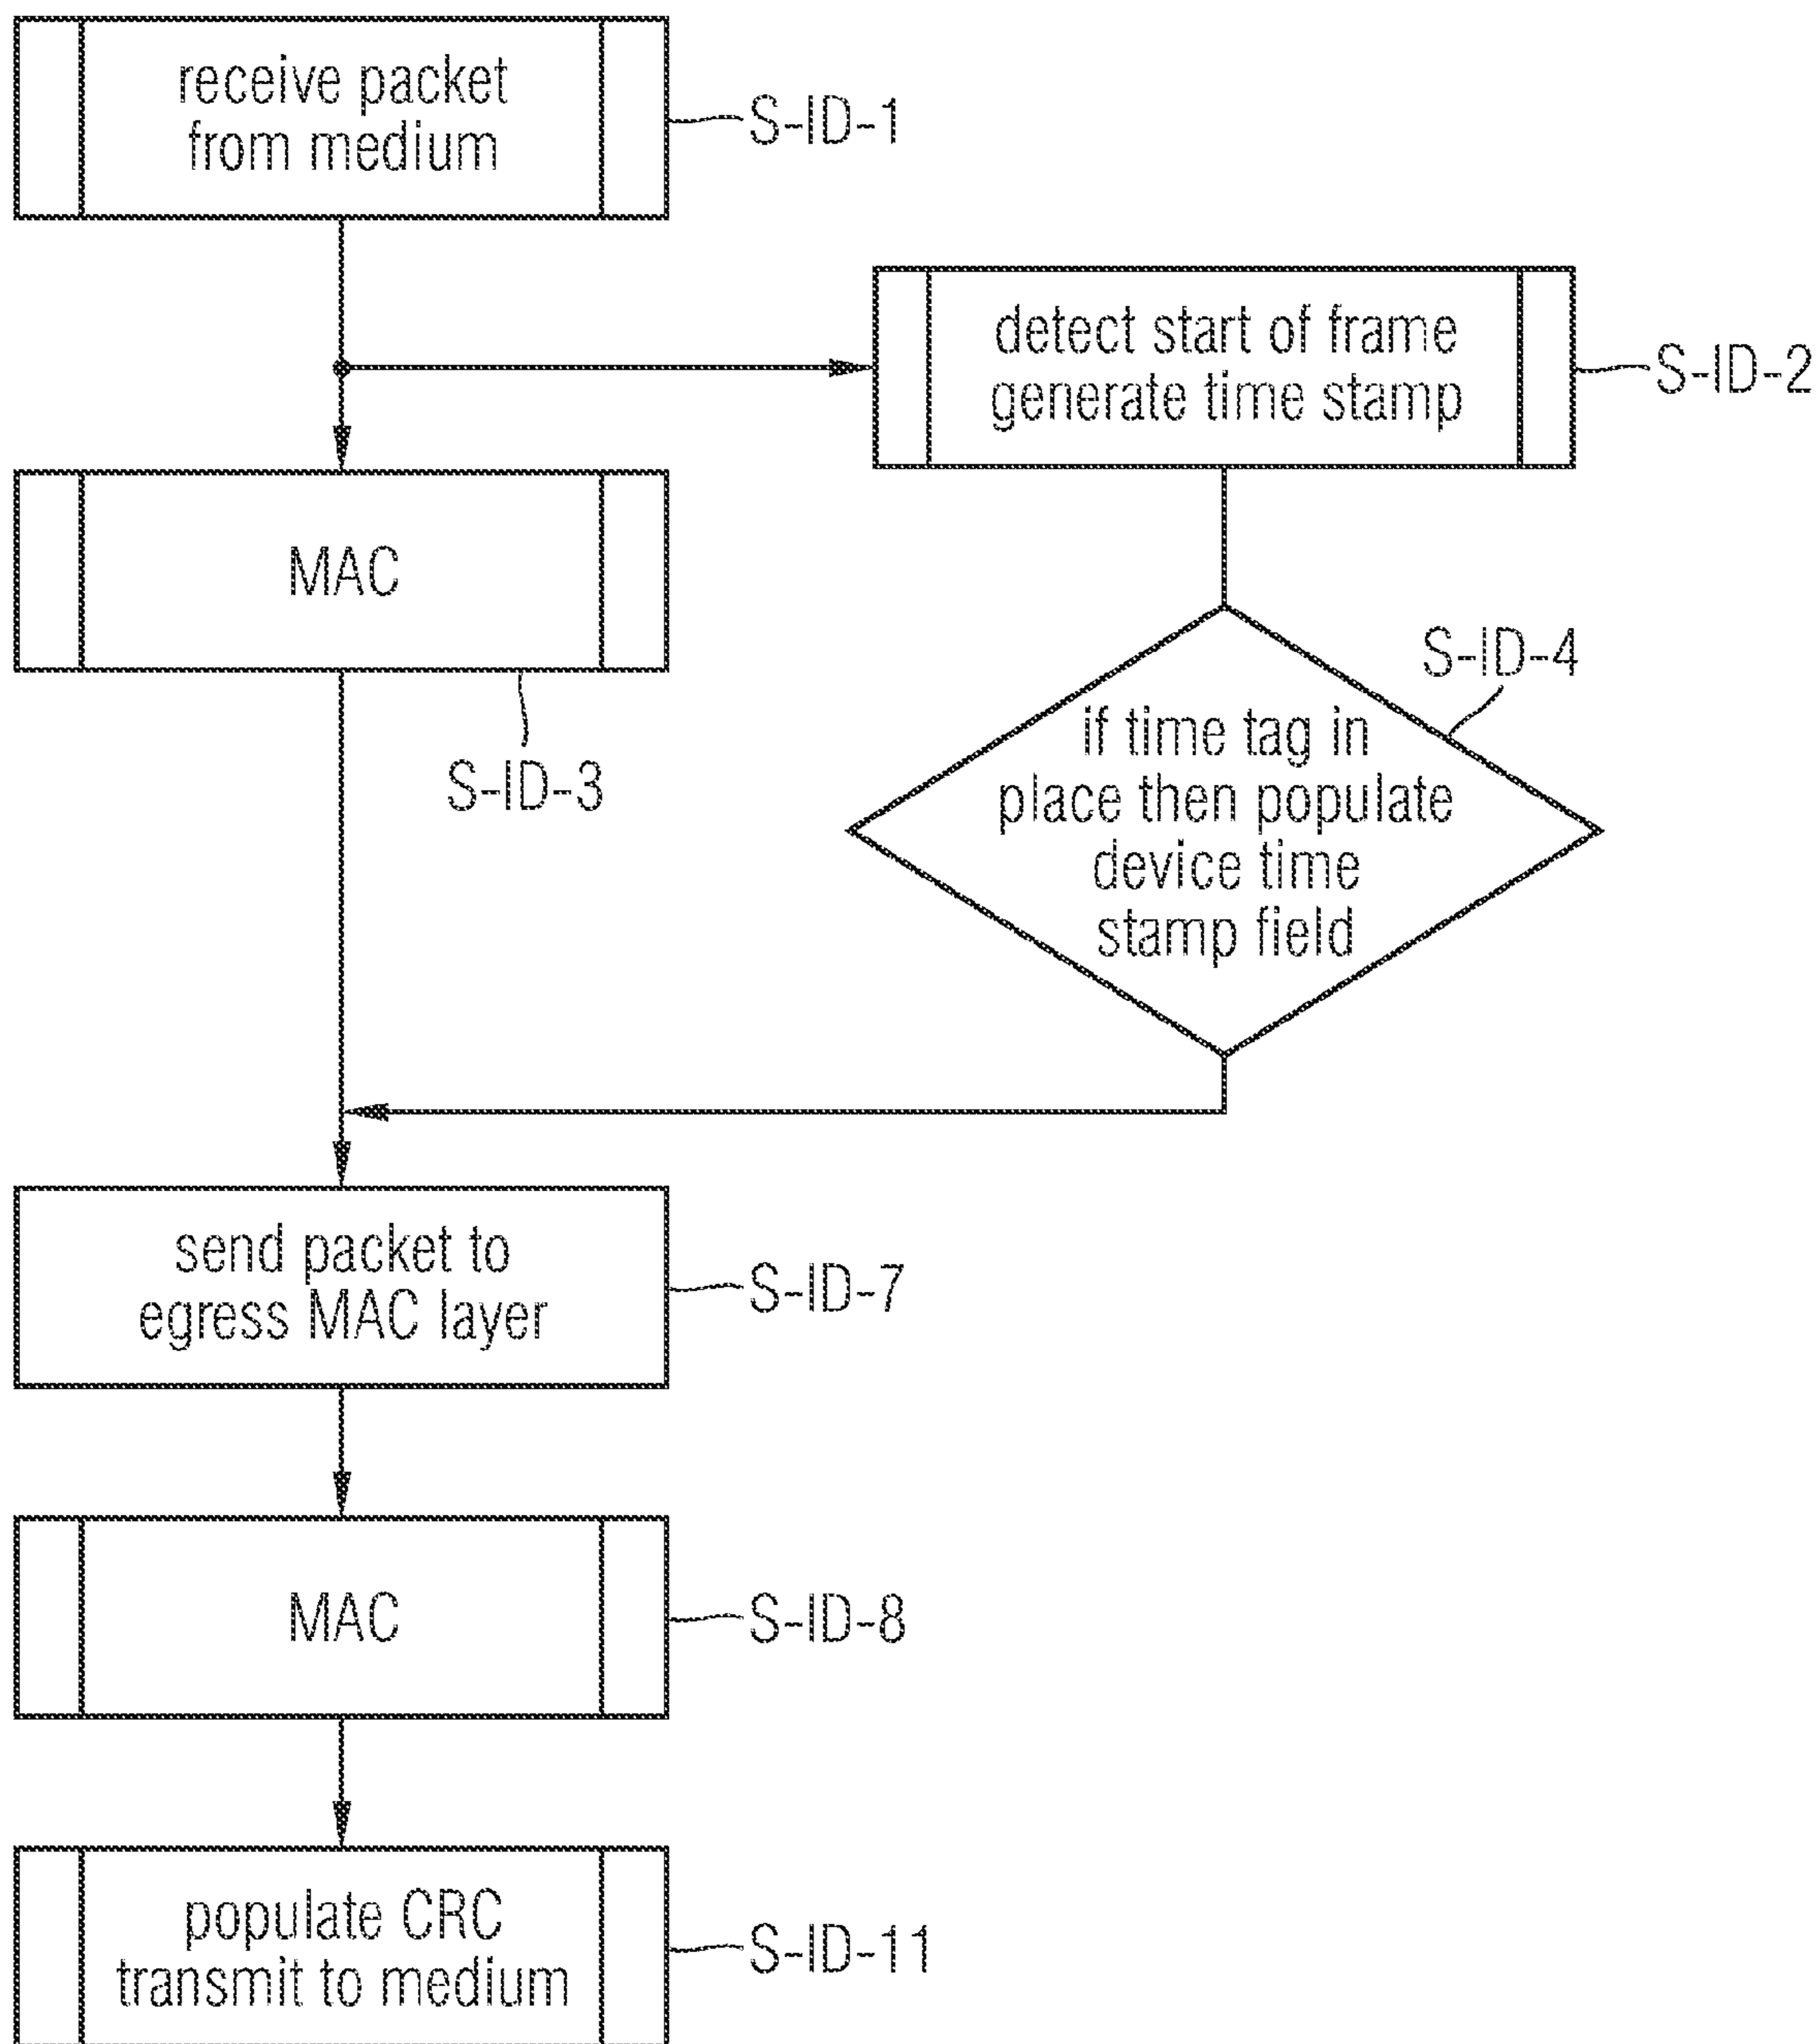 receive packet
from medium
S-ID-1
detect start of frame
generate time stamp
S-ID-2
MAC
S-ID-3
S-ID-4
if time tag in
place then populate
device time
stamp field
send packet to
egress MAC layer
S-ID-7
MAC
S-ID-8
populate CRC
transmit to medium
S-ID-11